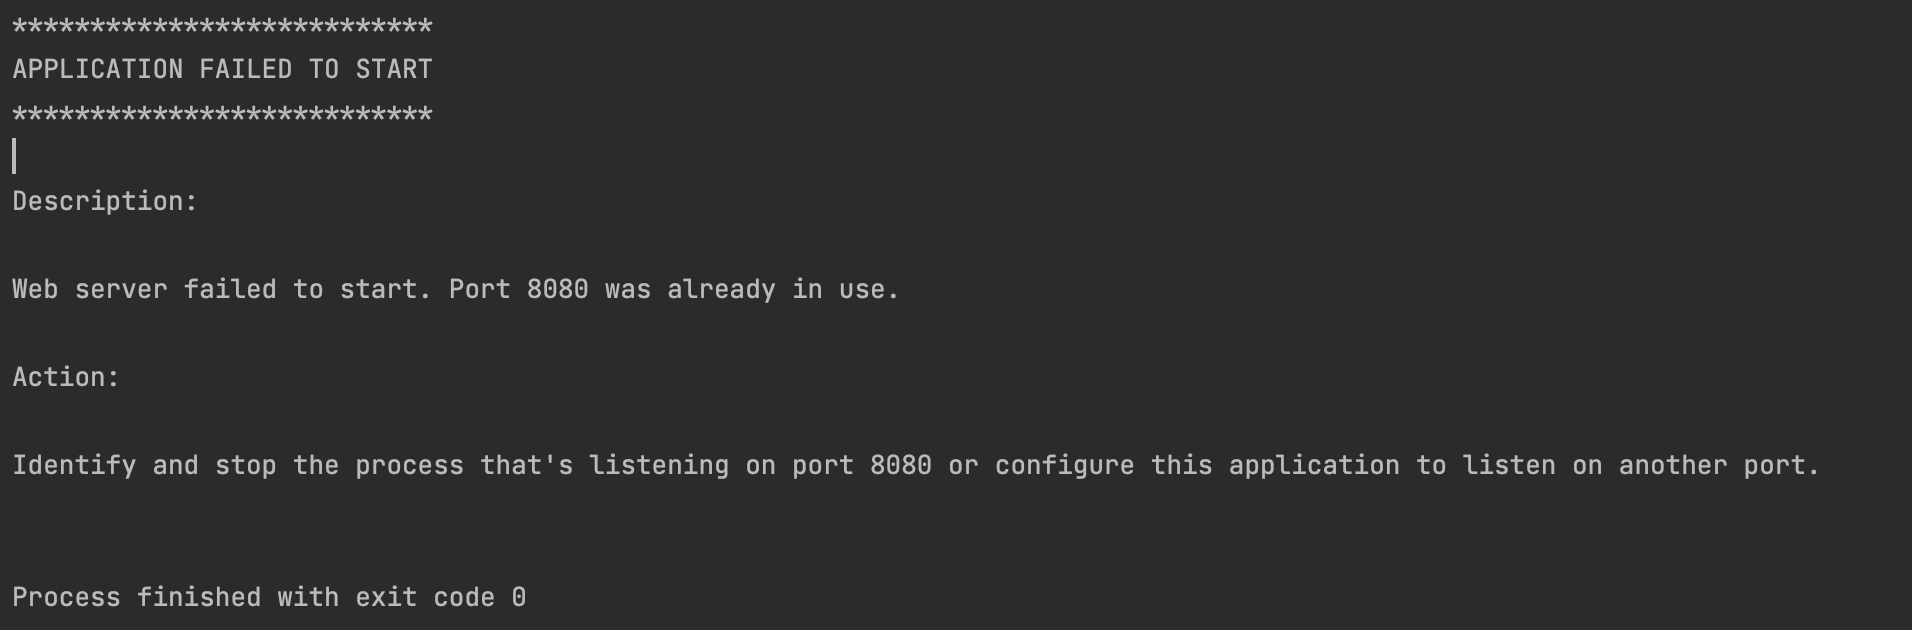 ***************************
APPLICATION FAILED TO START
***************************
Description:
Web server failed to start. Port 8080 was already in use.
Action:
Identify and stop the process that's listening on port 8080 or configure this application to listen on another port.
Process finished with exit code 0